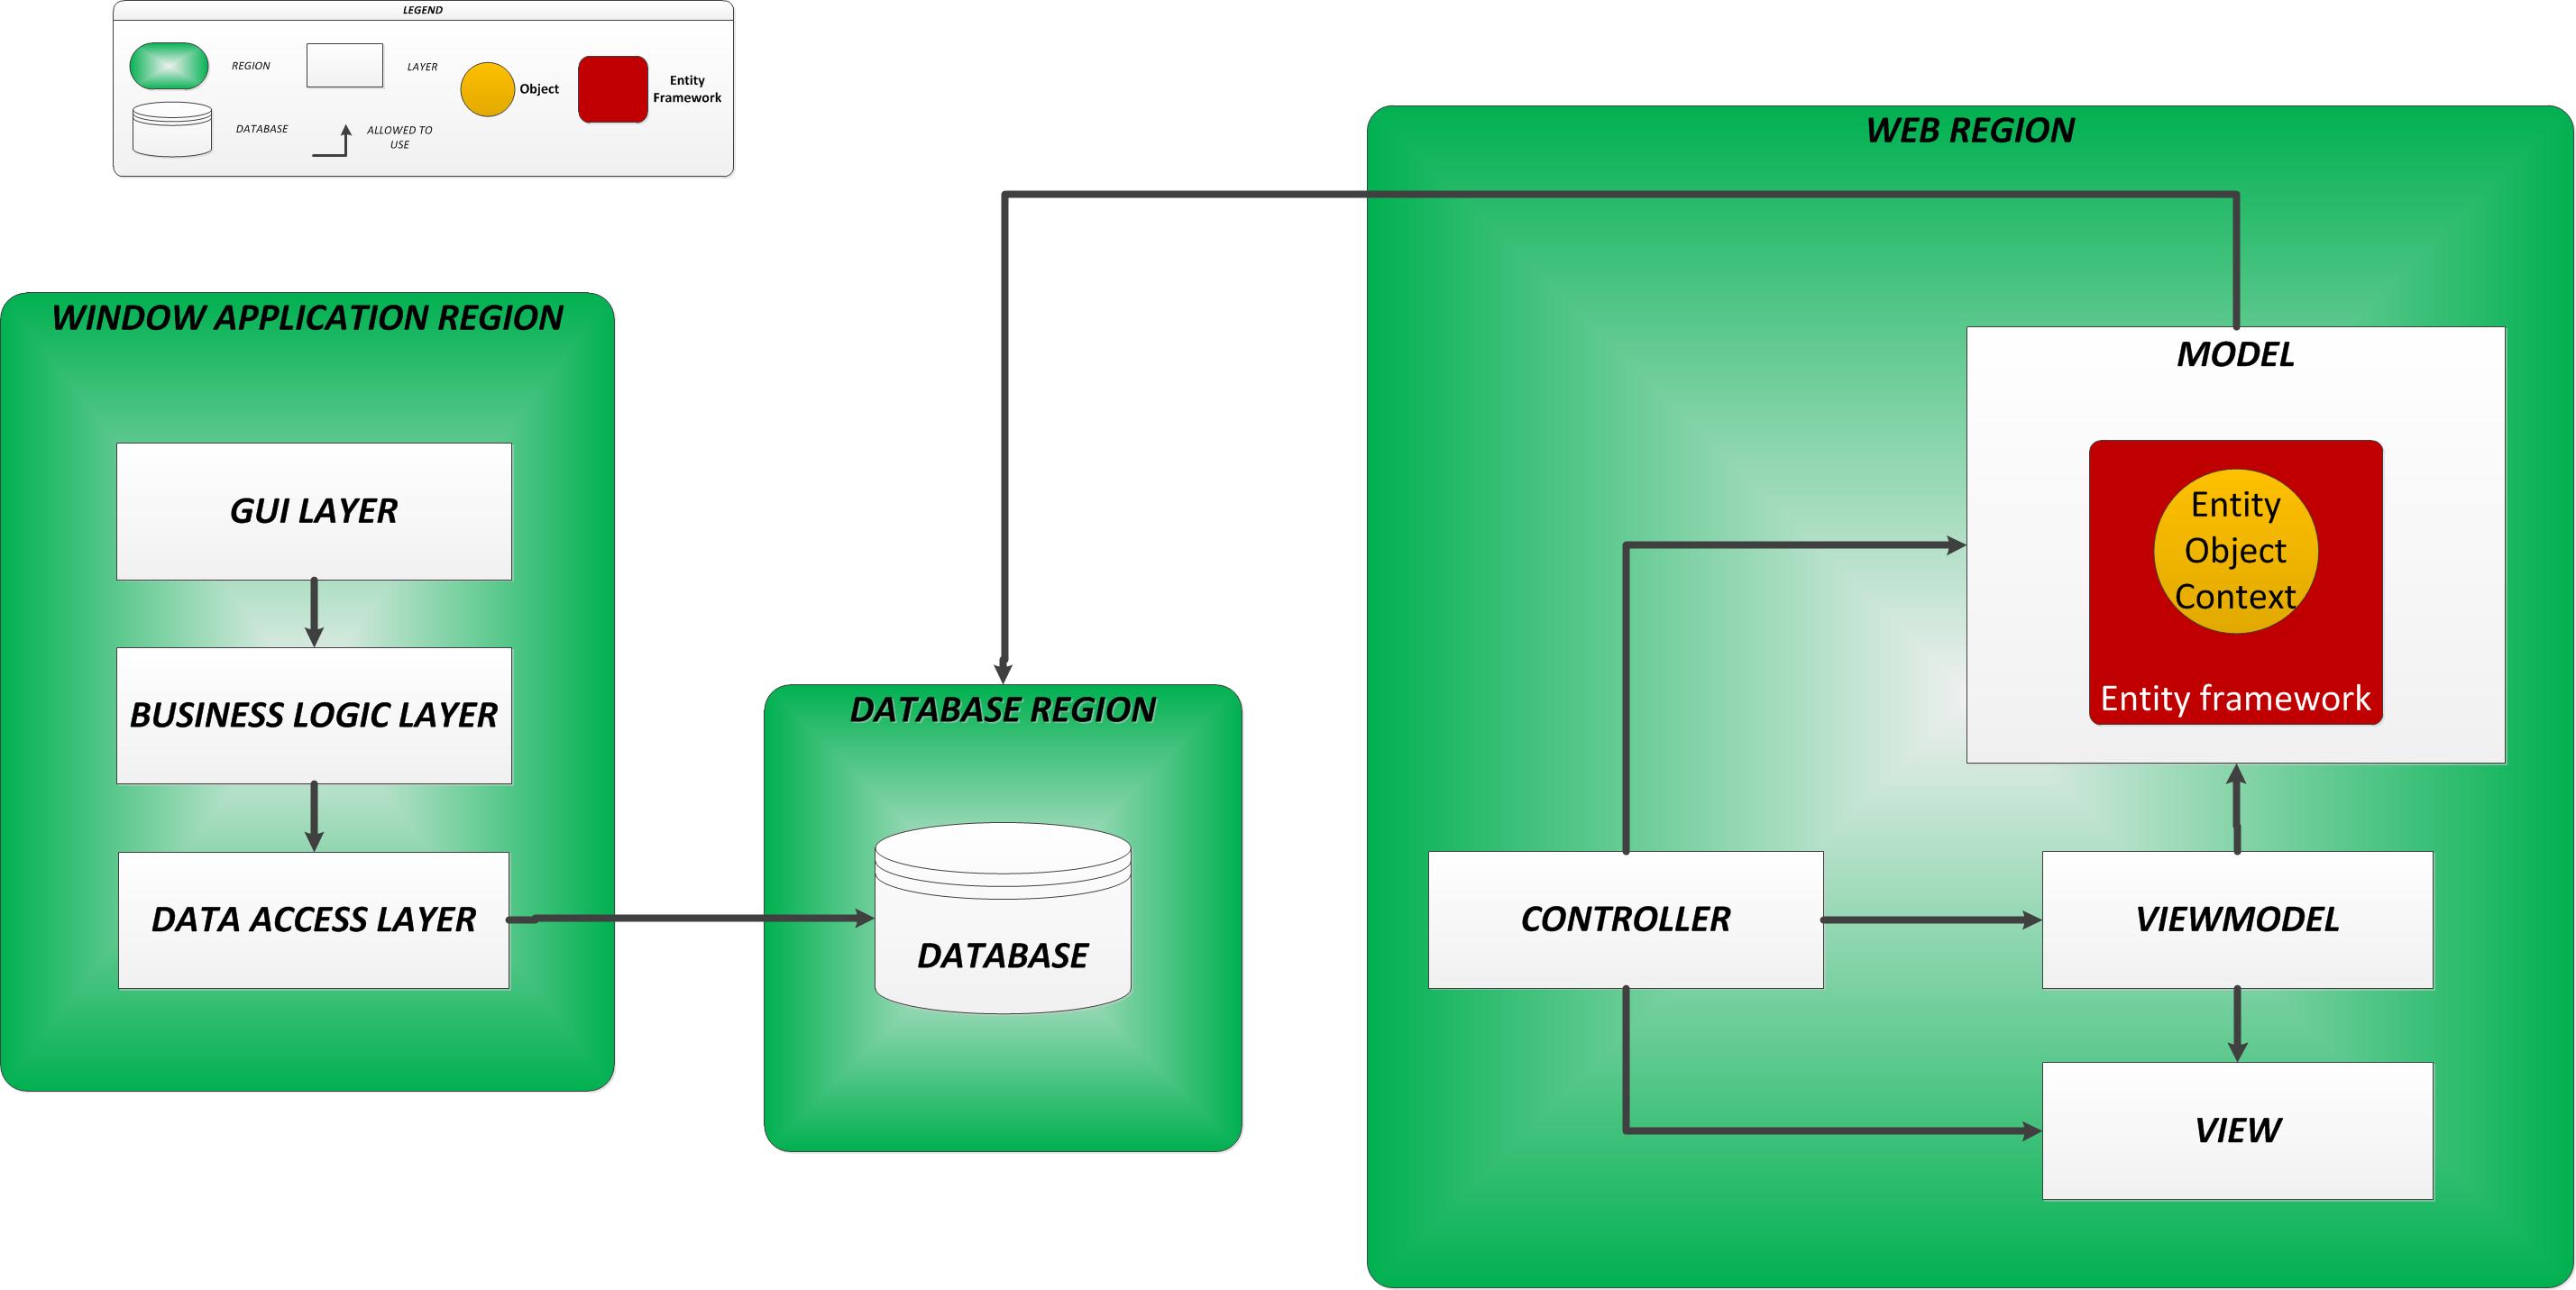 LEGEND
REGION
LAYER
Object
Entity
Framework
DATABASE
ALLOWED TO
USE
WEB REGION
WINDOW APPLICATION REGION
MODEL
GUI LAYER
Entity
Object
Context
Entity framework
BUSINESS LOGIC LAYER
DATABASE REGION
DATA ACCESS LAYER
DATABASE
CONTROLLER
VIEWMODEL
VIEW